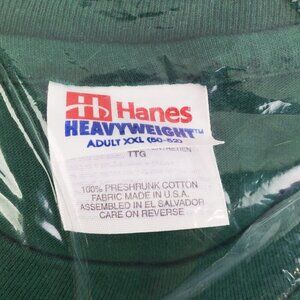 Hanes
HEAVYWEIGHT™
ADULT XXL (50-52)
TTG
100% PRESHRUNK COTTON
FABRIC MADE IN U.S.A.
ASSEMBLED IN EL SALVADOR
CARE ON REVERSE